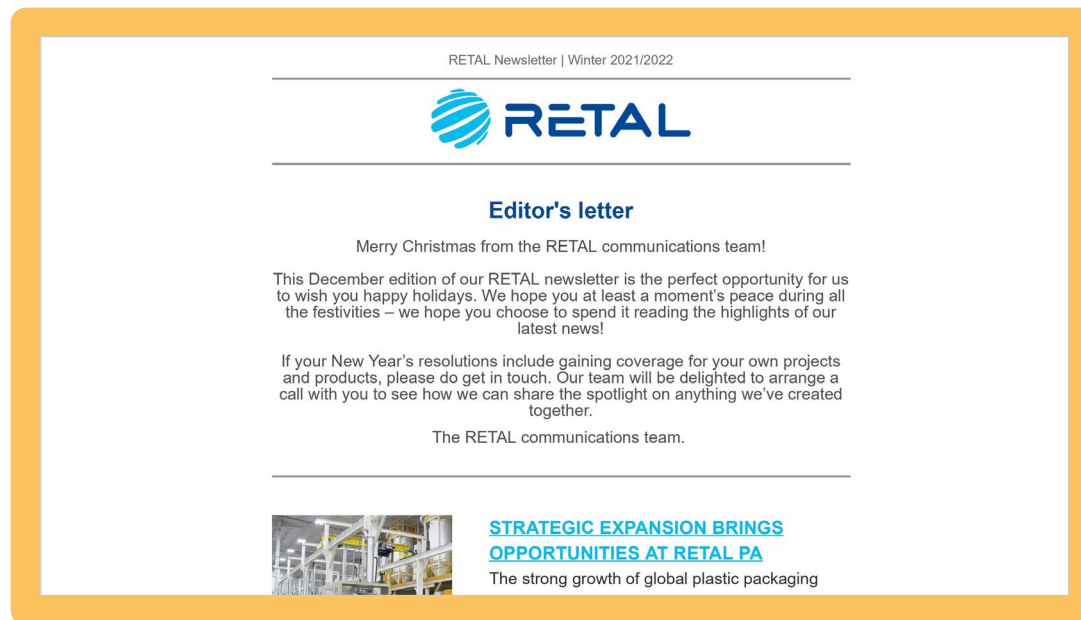 RETAL Newsletter | Winter 2021/2022
RETAL
Editor's letter
Merry Christmas from the RETAL communications team!
This December edition of our RETAL newsletter is the perfect opportunity for us
to wish you happy holidays. We hope you at least a moment’s peace during all
the festivities – we hope you choose to spend it reading the highlights of our
latest news!
If your New Year’s resolutions include gaining coverage for your own projects
and products, please do get in touch. Our team will be delighted to arrange a
call with you to see how we can share the spotlight on anything we’ve created
together.
The RETAL communications team.
STRATEGIC EXPANSION BRINGS
OPPORTUNITIES AT RETAL PA
The strong growth of global plastic packaging